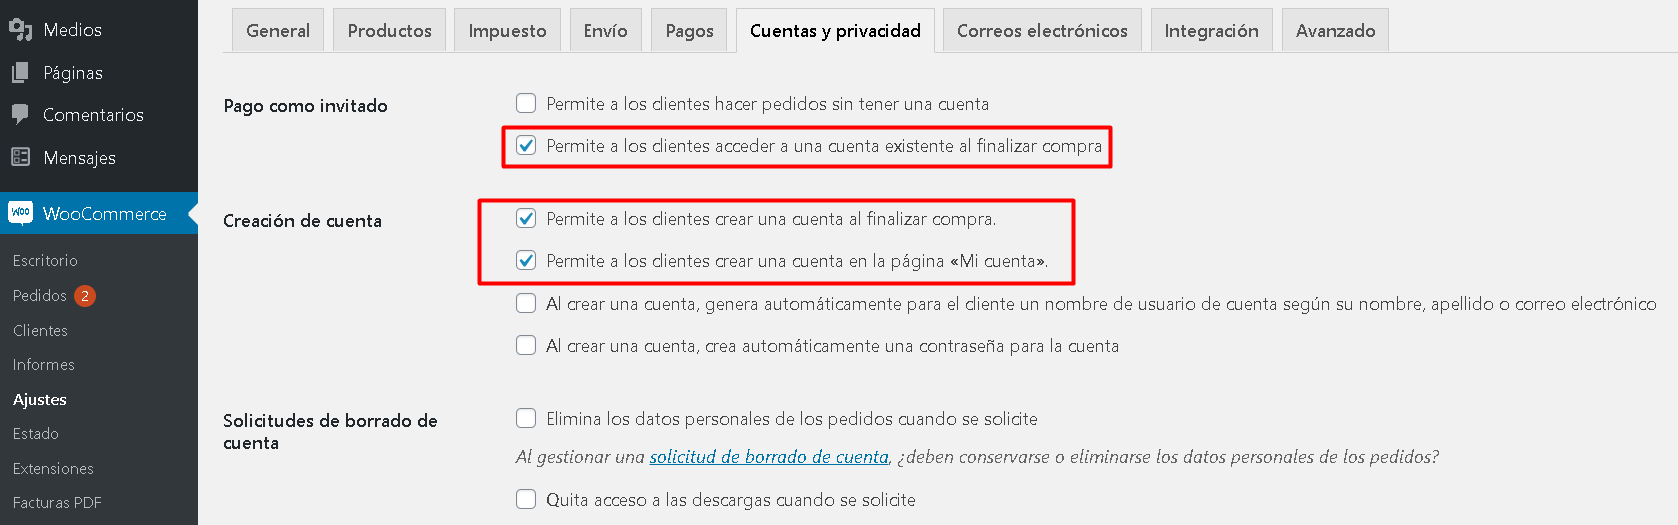 Medios
Páginas
Comentarios
Mensajes
WOO
WooCommerce
Escritorio
Pedidos 2
Clientes
Informes
Ajustes
Estado
Extensiones
Facturas PDF
General Productos Impuesto Envío Pagos Cuentas y privacidad Correos electrónicos Integración Avanzado
Pago como invitado
Permite a los clientes hacer pedidos sin tener una cuenta
Permite a los clientes acceder a una cuenta existente al finalizar compra
Creación de cuenta
Permite a los clientes crear una cuenta al finalizar compra.
Permite a los clientes crear una cuenta en la página «Mi cuenta».
Al crear una cuenta, genera automáticamente para el cliente un nombre de usuario de cuenta según su nombre, apellido o correo electrónico
Al crear una cuenta, crea automáticamente una contraseña para la cuenta
Solicitudes de borrado de
cuenta
Elimina los datos personales de los pedidos cuando se solicite
Al gestionar una solicitud de borrado de cuenta, ¿deben conservarse o eliminarse los datos personales de los pedidos?
Quita acceso a las descargas cuando se solicite